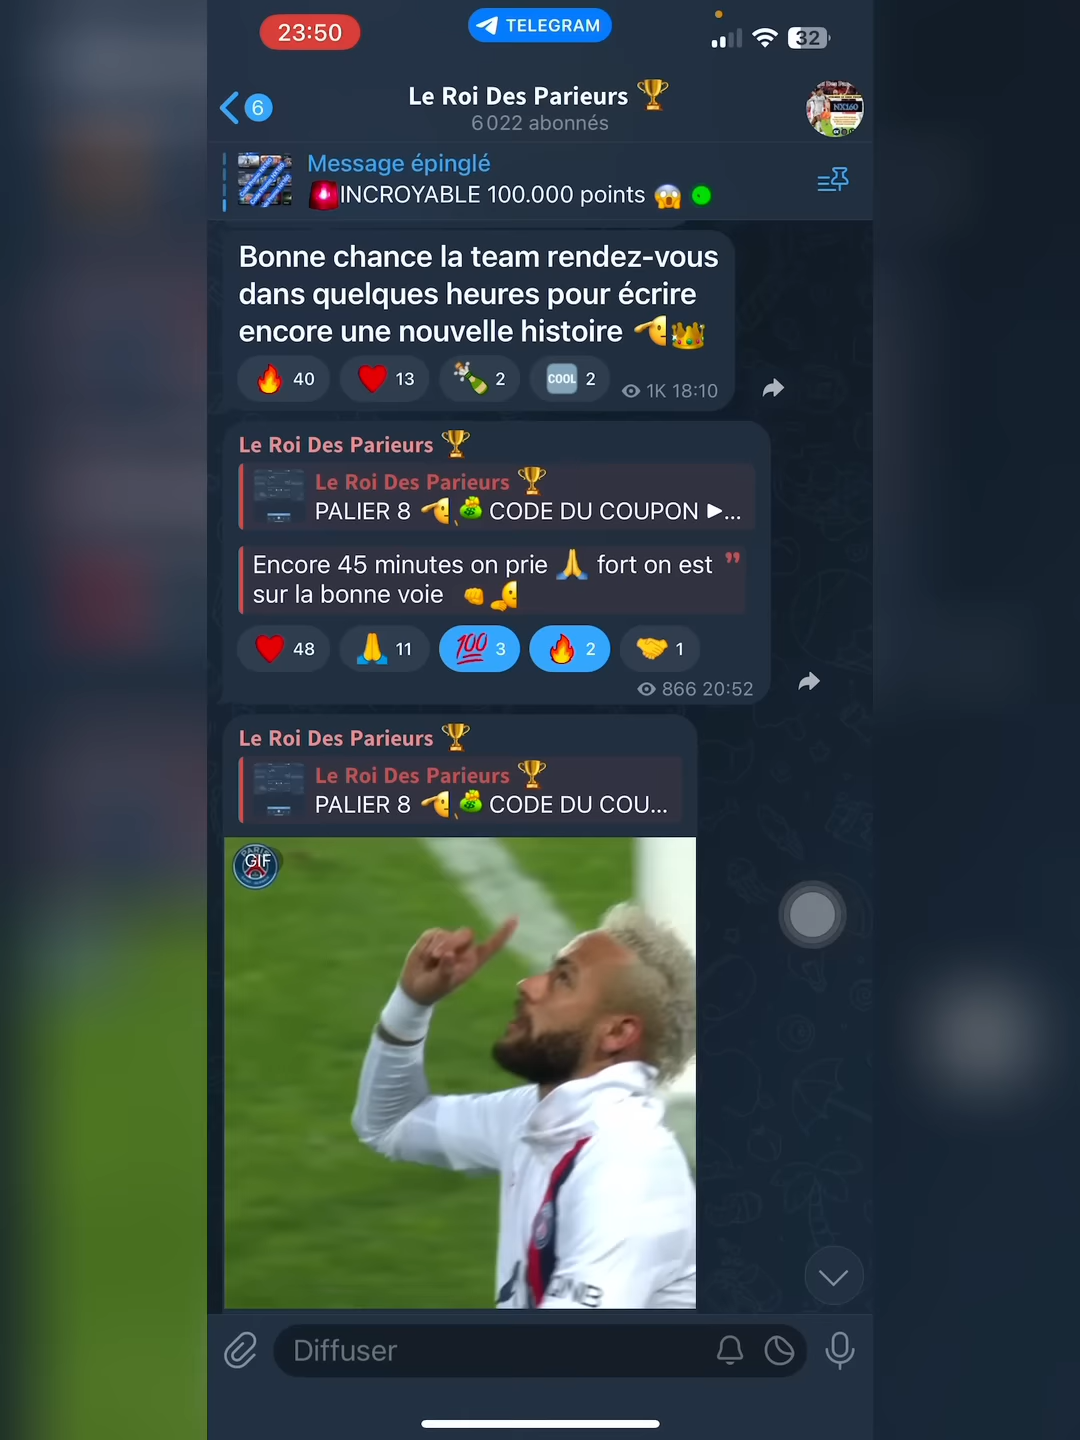 23:50
TELEGRAM
32
6
Le Roi Des Parieurs 🏆
6 022 abonnés
NX160
Message épinglé
🚨INCROYABLE 100.000 points 😱 🟢
Bonne chance la team rendez-vous
dans quelques heures pour écrire
encore une nouvelle histoire 🫡👑
🔥 40 ❤️ 13 🍾 2 🆒 2 1K 18:10
Le Roi Des Parieurs 🏆
Le Roi Des Parieurs 🏆
PALIER 8 🫡💰 CODE DU COUPON ▶...
Encore 45 minutes on prie 🙏 fort on est
sur la bonne voie 👊🫡
❤️ 48 🙏 11 💯 3 🔥 2 🤝 1
866 20:52
Le Roi Des Parieurs 🏆
Le Roi Des Parieurs 🏆
PALIER 8 🫡💰 CODE DU COU...
PARIS
GIF
QNB
Diffuser